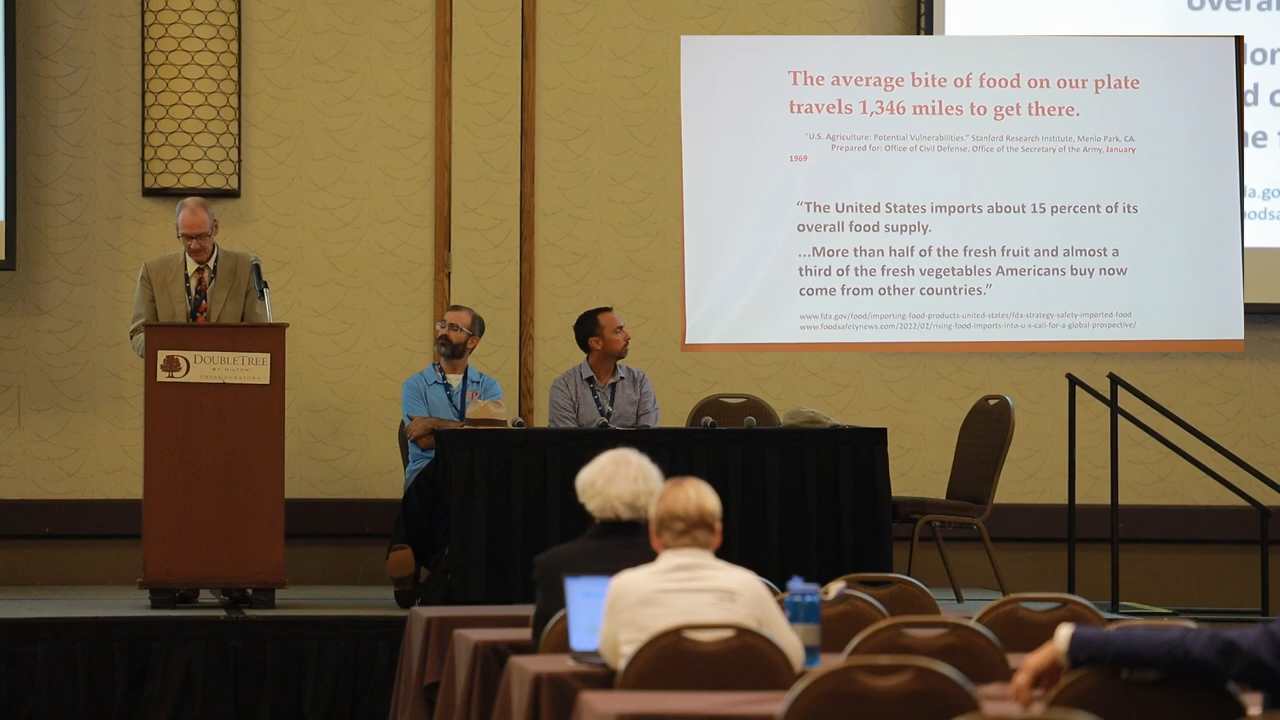 The average bite of food on our plate
travels 1,346 miles to get there.
"U.S. Agriculture: Potential Vulnerabilities." Stanford Research Institute, Menlo Park, CA.
Prepared for: Office of Civil Defense, Office of the Secretary of the Army, January
1969
“The United States imports about 15 percent of its
overall food supply.
…More than half of the fresh fruit and almost a
third of the fresh vegetables Americans buy now
come from other countries.”
www.fda.gov/food/importing-food-products-united-states/fda-strategy-safety-imported-food
www.foodsafetynews.com/2022/02/rising-food-imports-into-u-s-call-for-a-global-prospective/
DOUBLETREE
BY HILTON